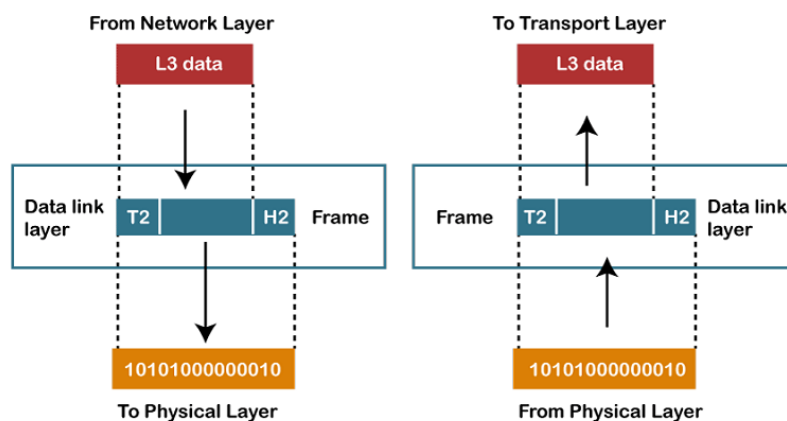 From Network Layer
L3 data
Data link
layer
T2
H2
Frame
10101000000010
To Physical Layer
To Transport Layer
L3 data
Frame
T2
H2
Data link
layer
10101000000010
From Physical Layer